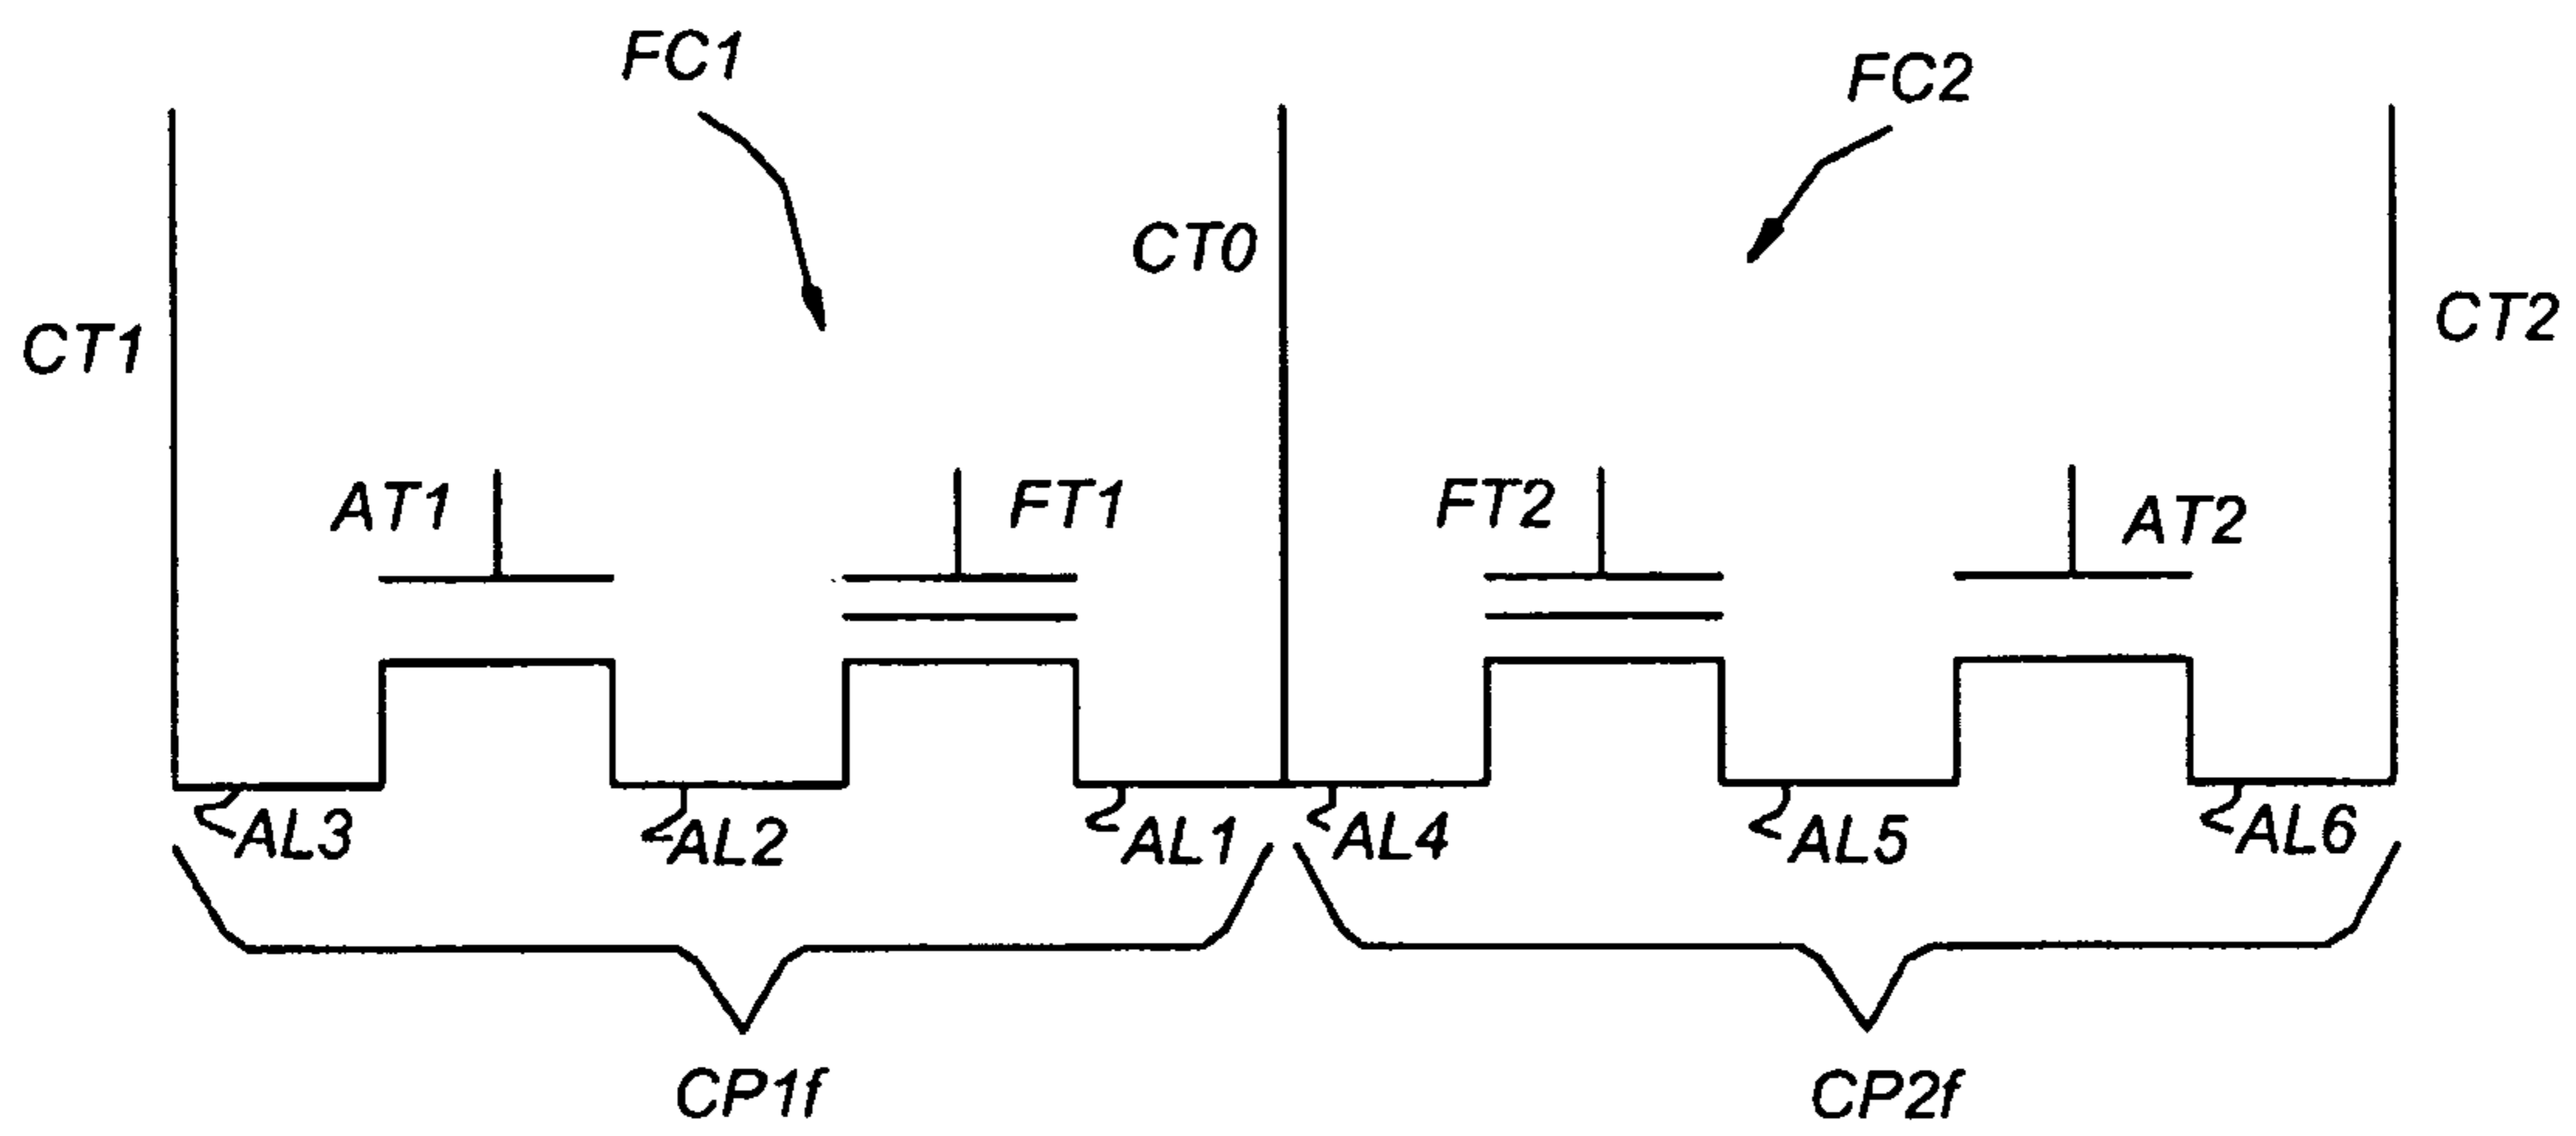 FC1
FC2
CT0
CT1
CT2
AT1
FT1
FT2
AT2
AL3
AL2
AL1
AL4
AL5
AL6
CP1f
CP2f